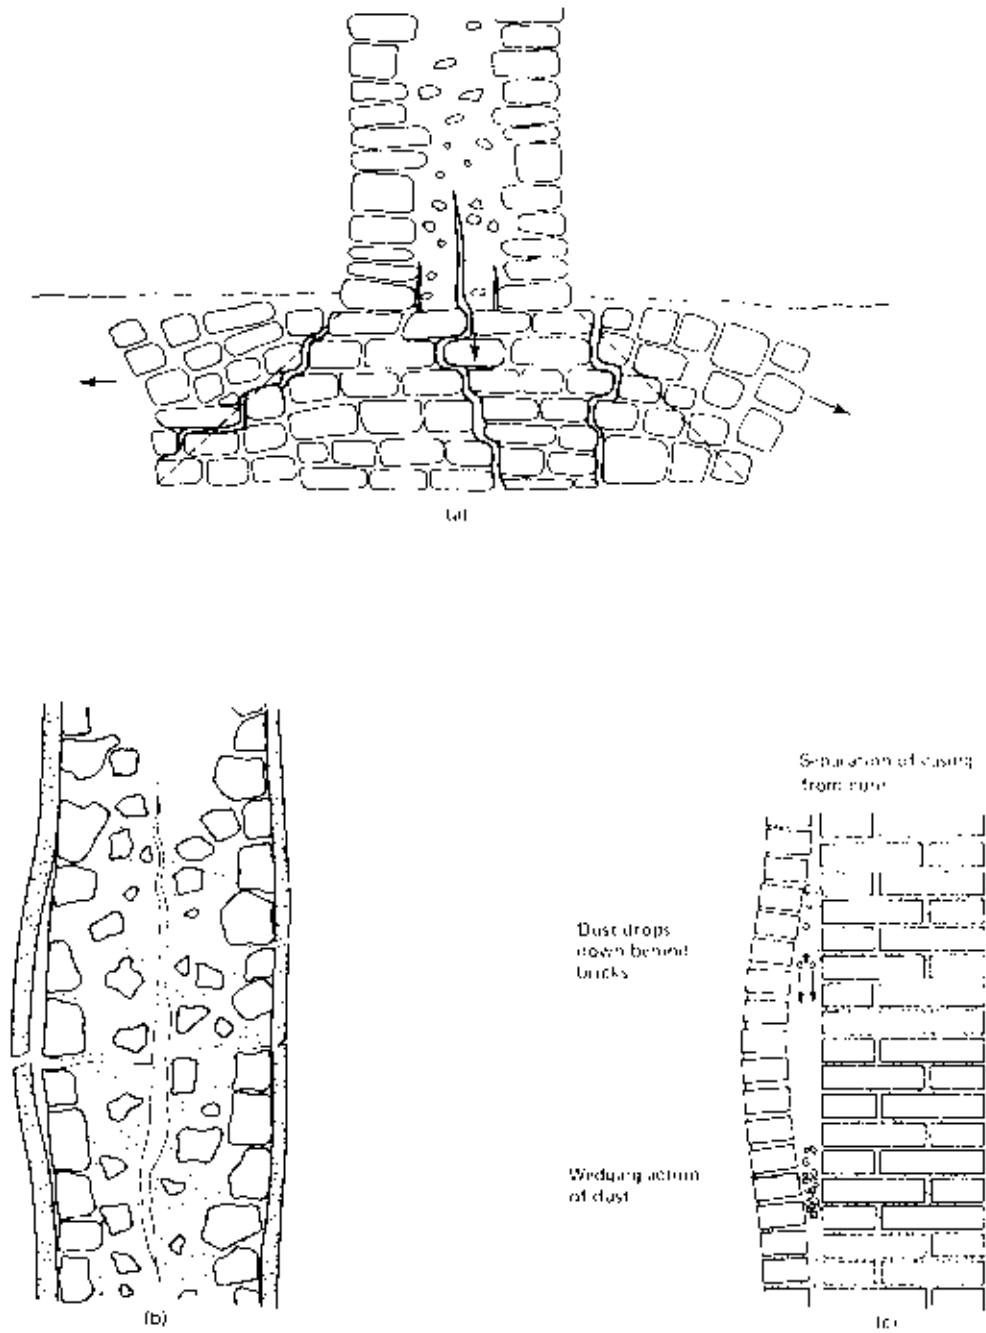 (a)
Separation of casing
from core
Dust drops
down behind
bricks
Wedging action
of dust
(b)
(c)